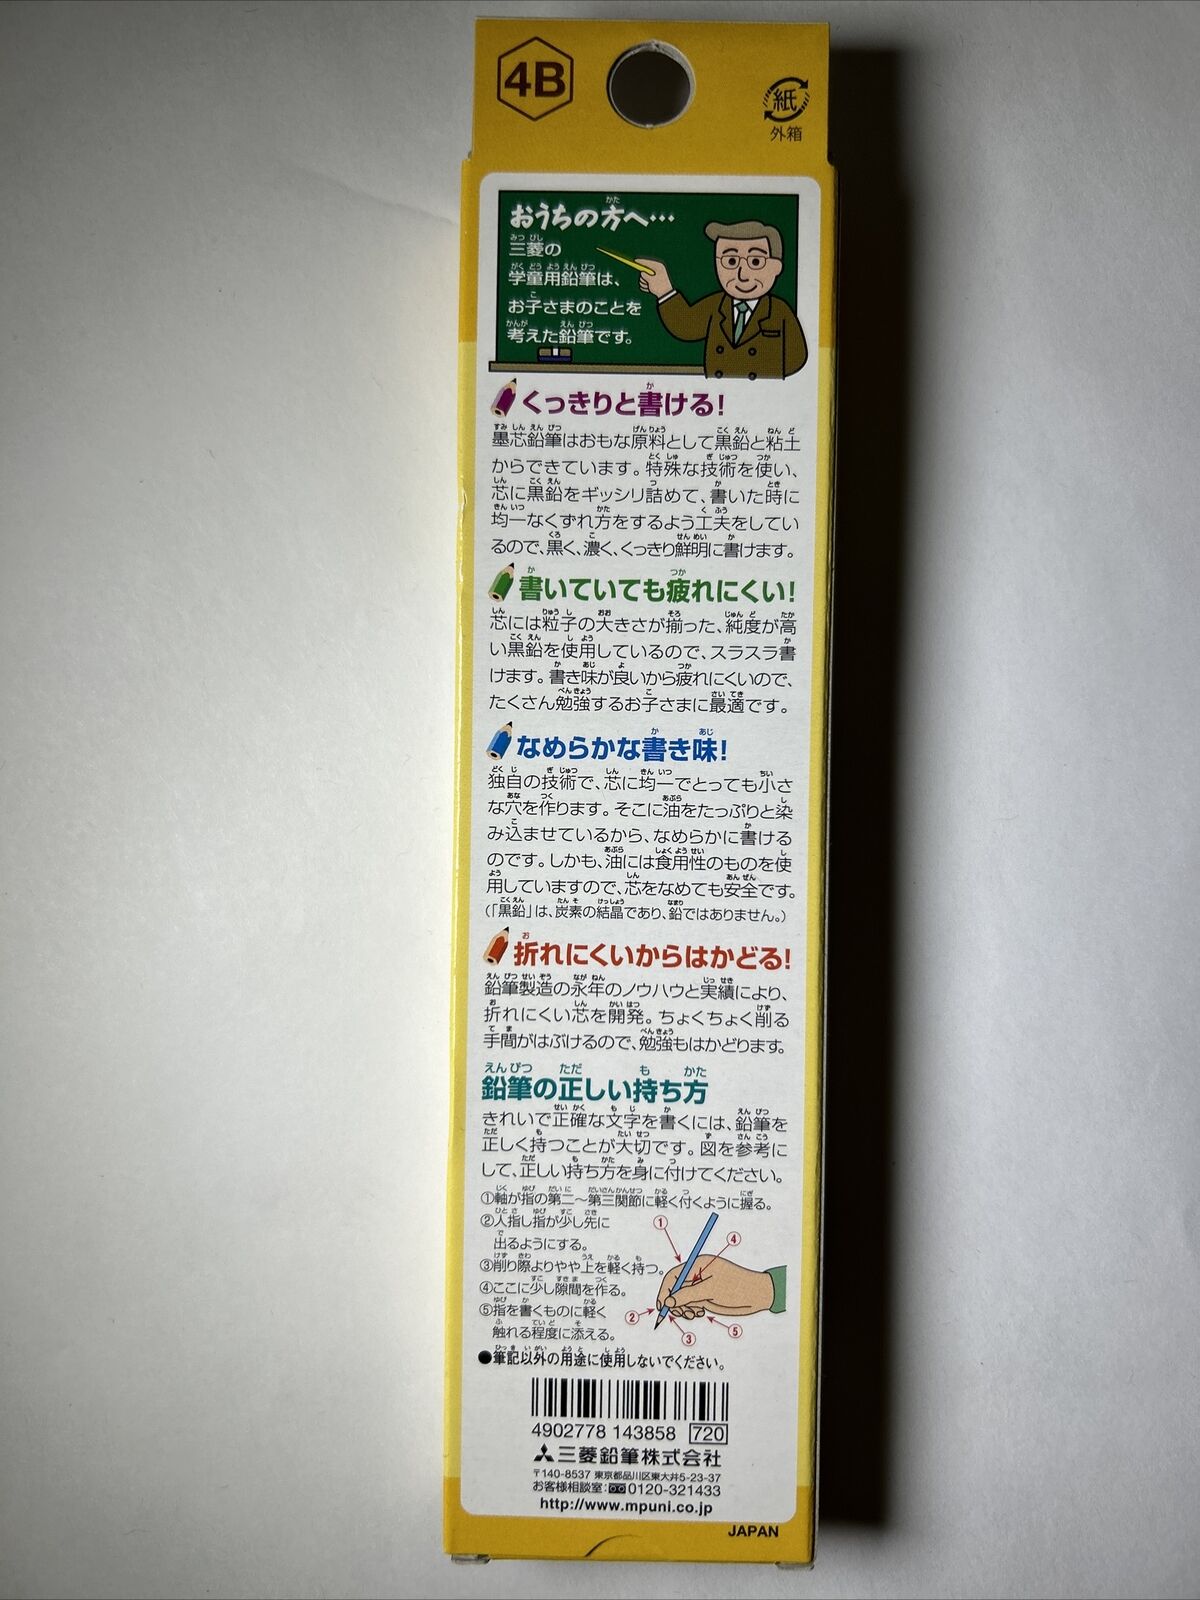 4B
紙
外箱
おうちの方へ…
三菱の
学童用鉛筆は、
お子さまのことを
考えた鉛筆です。
くっきりと書ける!
墨芯鉛筆はおもな原料として黒鉛と粘土
からできています。特殊な技術を使い、
芯に黒鉛をギッシリ詰めて、書いた時に
均一なくずれ方をするよう工夫をしてい
るので、黒く、濃く、くっきり鮮明に書けます。
書いていても疲れにくい!
芯には粒子の大きさが揃った、純度が高
い黒鉛を使用しているので、スラスラ書
けます。書き味が良いから疲れにくいので、
たくさん勉強するお子さまに最適です。
なめらかな書き味!
独自の技術で、芯に均一でとっても小さ
な穴を作ります。そこに油をたっぷりと染
み込ませているから、なめらかに書ける
のです。しかも、油には食用性のものを使
用していますので、芯をなめても安全です。
(「黒鉛」は、炭素の結晶であり、鉛ではありません。)
折れにくいからはかどる!
鉛筆製造の永年のノウハウと実績により、
折れにくい芯を開発。ちょくちょく削る
手間がはぶけるので、勉強もはかどります。
鉛筆の正しい持ち方
きれいで正確な文字を書くには、鉛筆を
正しく持つことが大切です。図を参考に
して、正しい持ち方を身に付けてください。
①軸が指の第二〜第三関節に軽く付くように握る。
②人指し指が少し先に
出るようにする。
③削り際よりやや上を軽く持つ。
④ここに少し隙間を作る。
⑤指を書くものに軽く
触れる程度に添える。
① ④ ② ③ ⑤
●筆記以外の用途に使用しないでください。
4902778 143858 720
三菱鉛筆株式会社
〒140-8537 東京都品川区東大井5-23-37
お客様相談室:0120-321433
http://www.mpuni.co.jp
JAPAN